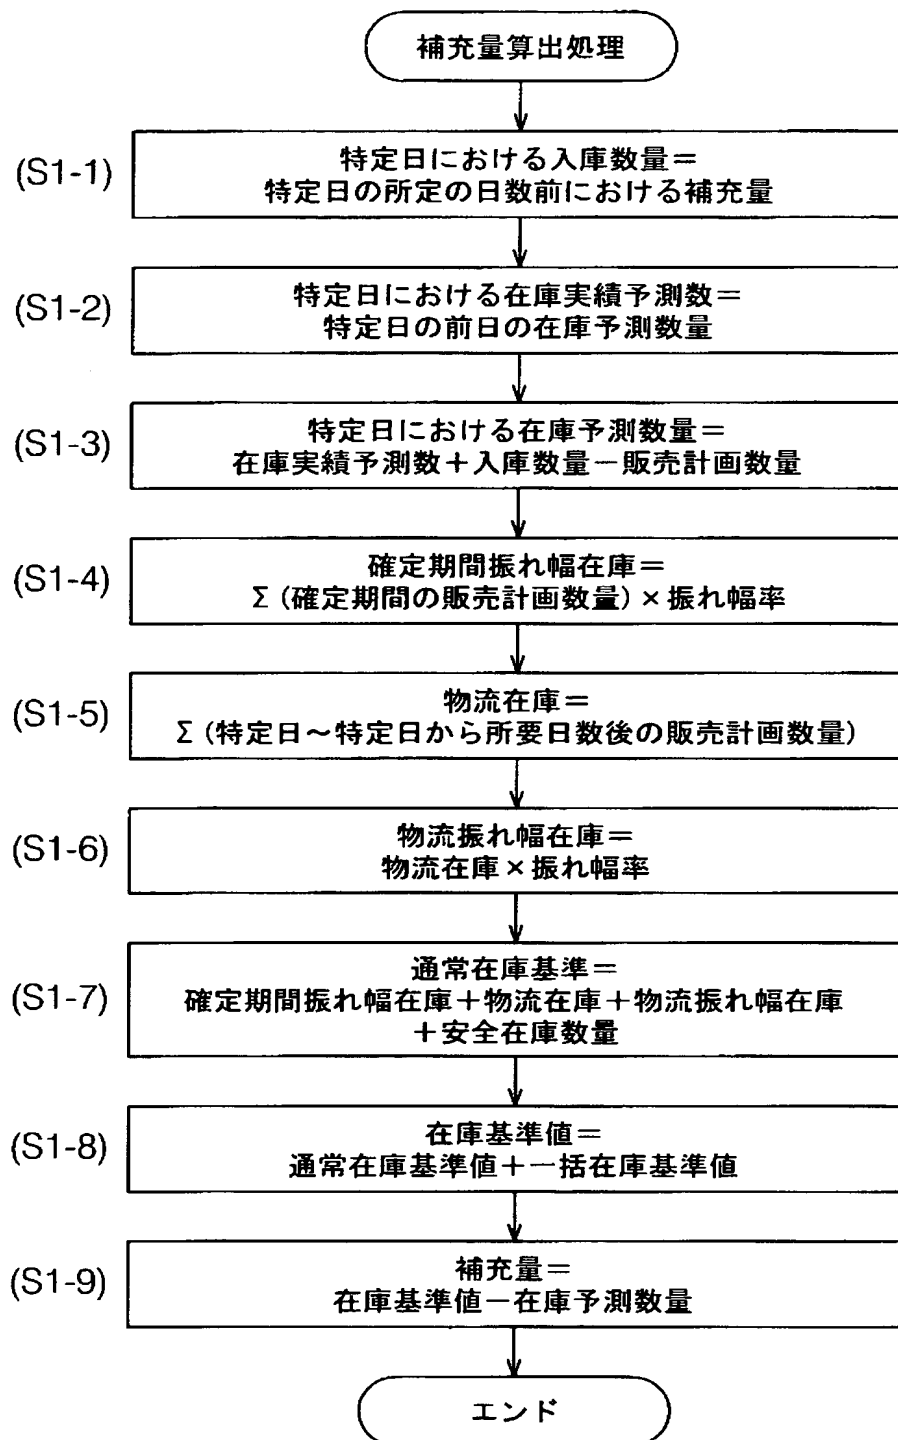 補充量算出処理
(S1-1)
特定日における入庫数量＝
特定日の所定の日数前における補充量
(S1-2)
特定日における在庫実績予測数＝
特定日の前日の在庫予測数量
(S1-3)
特定日における在庫予測数量＝
在庫実績予測数＋入庫数量－販売計画数量
(S1-4)
確定期間振れ幅在庫＝
Σ（確定期間の販売計画数量）×振れ幅率
(S1-5)
物流在庫＝
Σ（特定日～特定日から所要日数後の販売計画数量）
(S1-6)
物流振れ幅在庫＝
物流在庫×振れ幅率
(S1-7)
通常在庫基準＝
確定期間振れ幅在庫＋物流在庫＋物流振れ幅在庫
＋安全在庫数量
(S1-8)
在庫基準値＝
通常在庫基準値＋一括在庫基準値
(S1-9)
補充量＝
在庫基準値－在庫予測数量
エンド